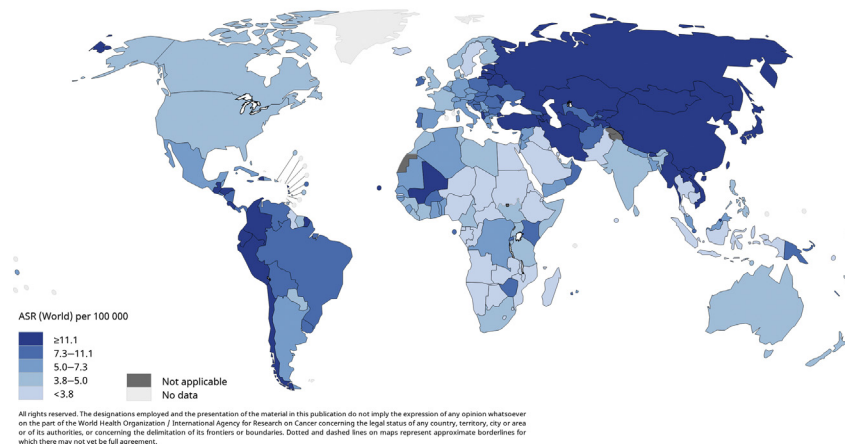 ASR (World) per 100 000
≥11.1
7.3–11.1
5.0–7.3
3.8–5.0
<3.8
Not applicable
No data
All rights reserved. The designations employed and the presentation of the material in this publication do not imply the expression of any opinion whatsoever
on the part of the World Health Organization / International Agency for Research on Cancer concerning the legal status of any country, territory, city or area
or of its authorities, or concerning the delimitation of its frontiers or boundaries. Dotted and dashed lines on maps represent approximate borderlines for
which there may not yet be full agreement.